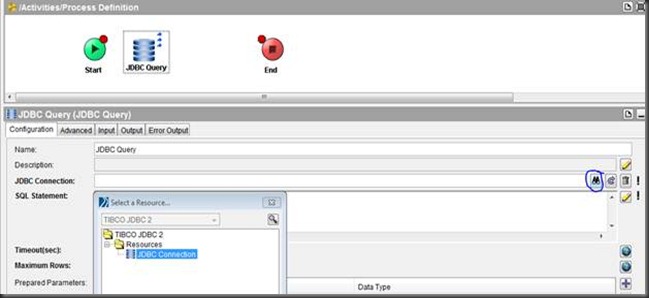 /Activities/Process Definition
Start
JDBC Query
End
JDBC Query (JDBC Query)
Configuration Advanced Input Output Error Output
Name: JDBC Query
Description:
JDBC Connection:
SQL Statement:
Select a Resource...
TIBCO JDBC 2
TIBCO JDBC 2
Resources
JDBC Connection
Timeout(sec):
Maximum Rows:
Prepared Parameters: Data Type